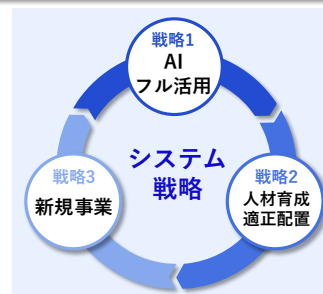 戦略1
AI
フル活用
システム
戦略
戦略2
人材育成
適正配置
戦略3
新規事業